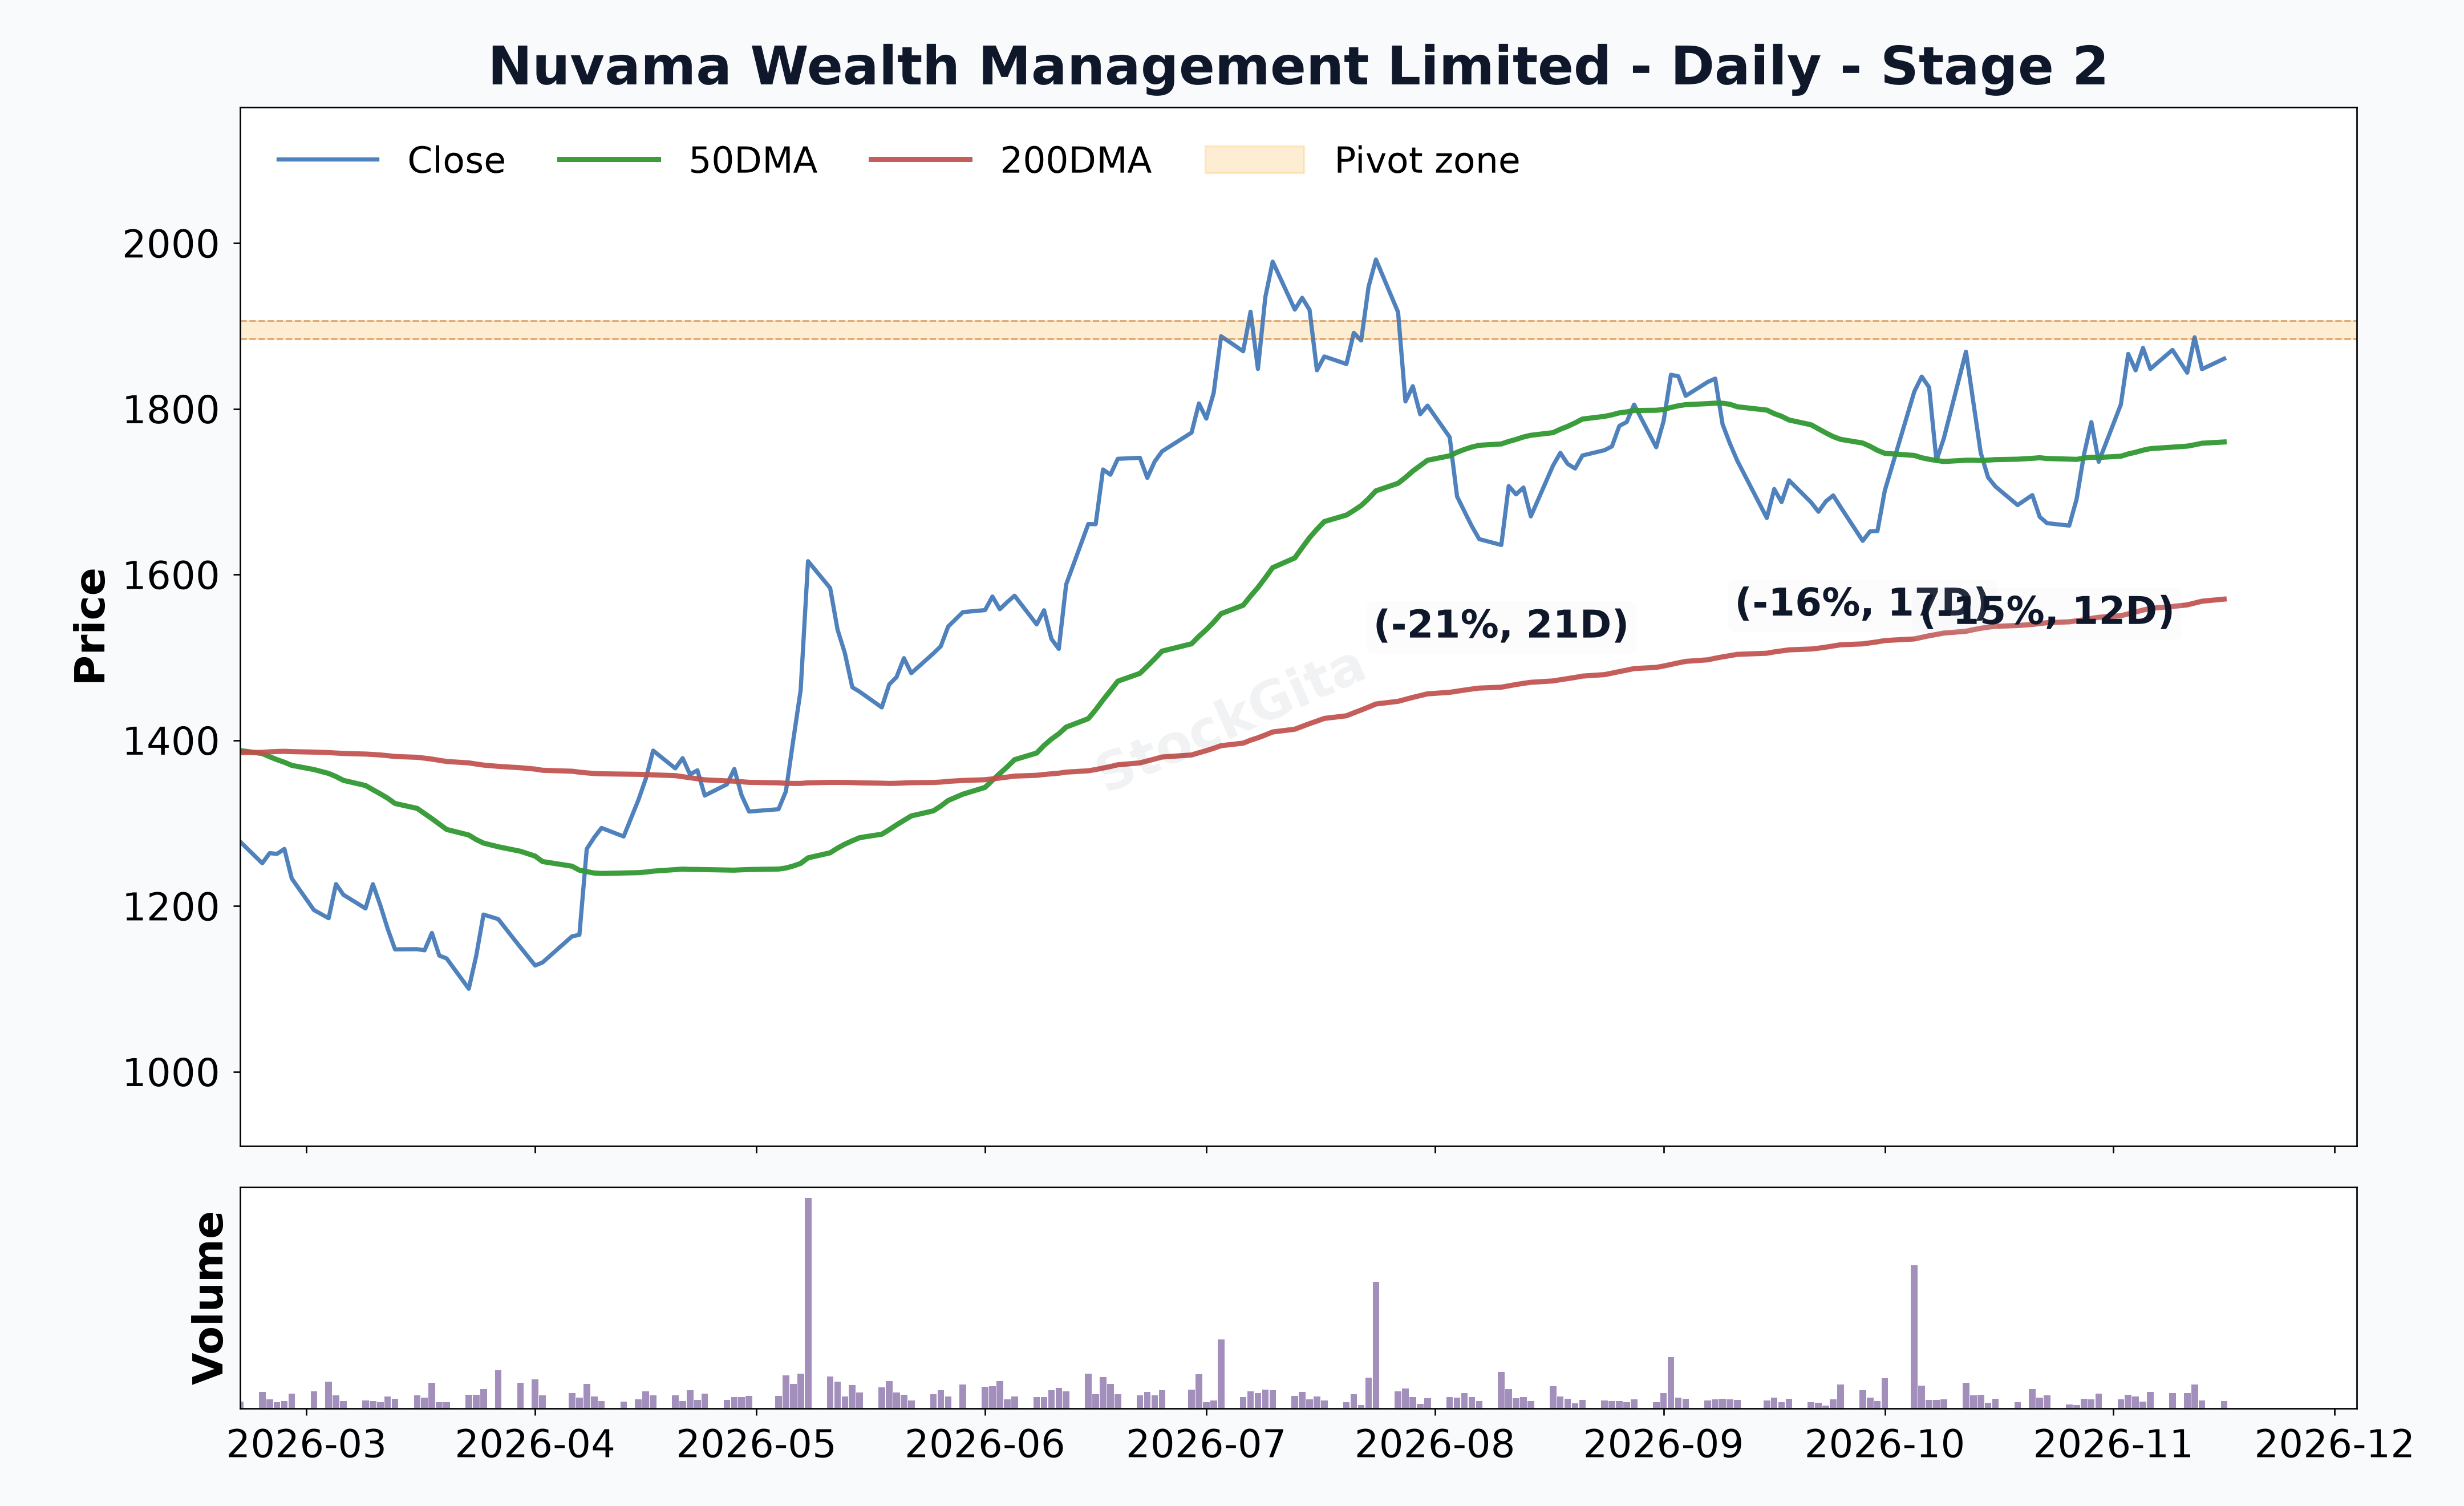 Nuvama Wealth Management Limited - Daily - Stage 2
Close 50DMA 200DMA Pivot zone
Price
2000
1800
1600
1400
1200
1000
(-21%, 21D)
(-16%, 17D)
(-15%, 12D)
StockGita
Volume
2026-03 2026-04 2026-05 2026-06 2026-07 2026-08 2026-09 2026-10 2026-11 2026-12